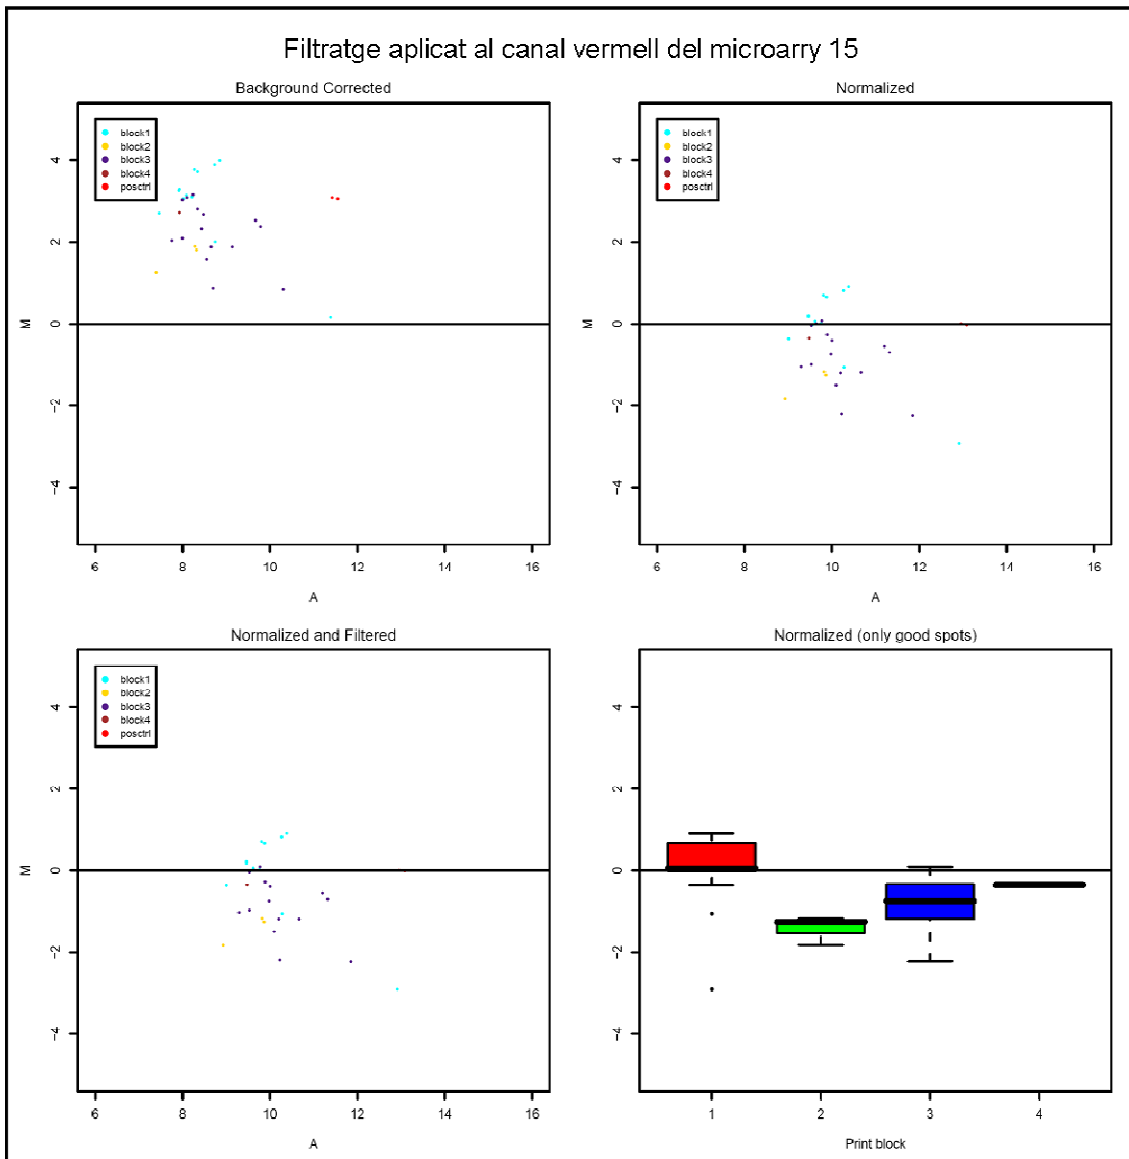 Filtratge aplicat al canal vermell del microarry 15
Background Corrected
block1
block2
block3
block4
posctrl
4
2
0
−2
−4
M
6 8 10 12 14 16
A
Normalized
block1
block2
block3
block4
posctrl
4
2
0
−2
−4
M
6 8 10 12 14 16
A
Normalized and Filtered
block1
block2
block3
block4
posctrl
4
2
0
−2
−4
M
6 8 10 12 14 16
A
Normalized (only good spots)
4
2
0
−2
−4
1 2 3 4
Print block